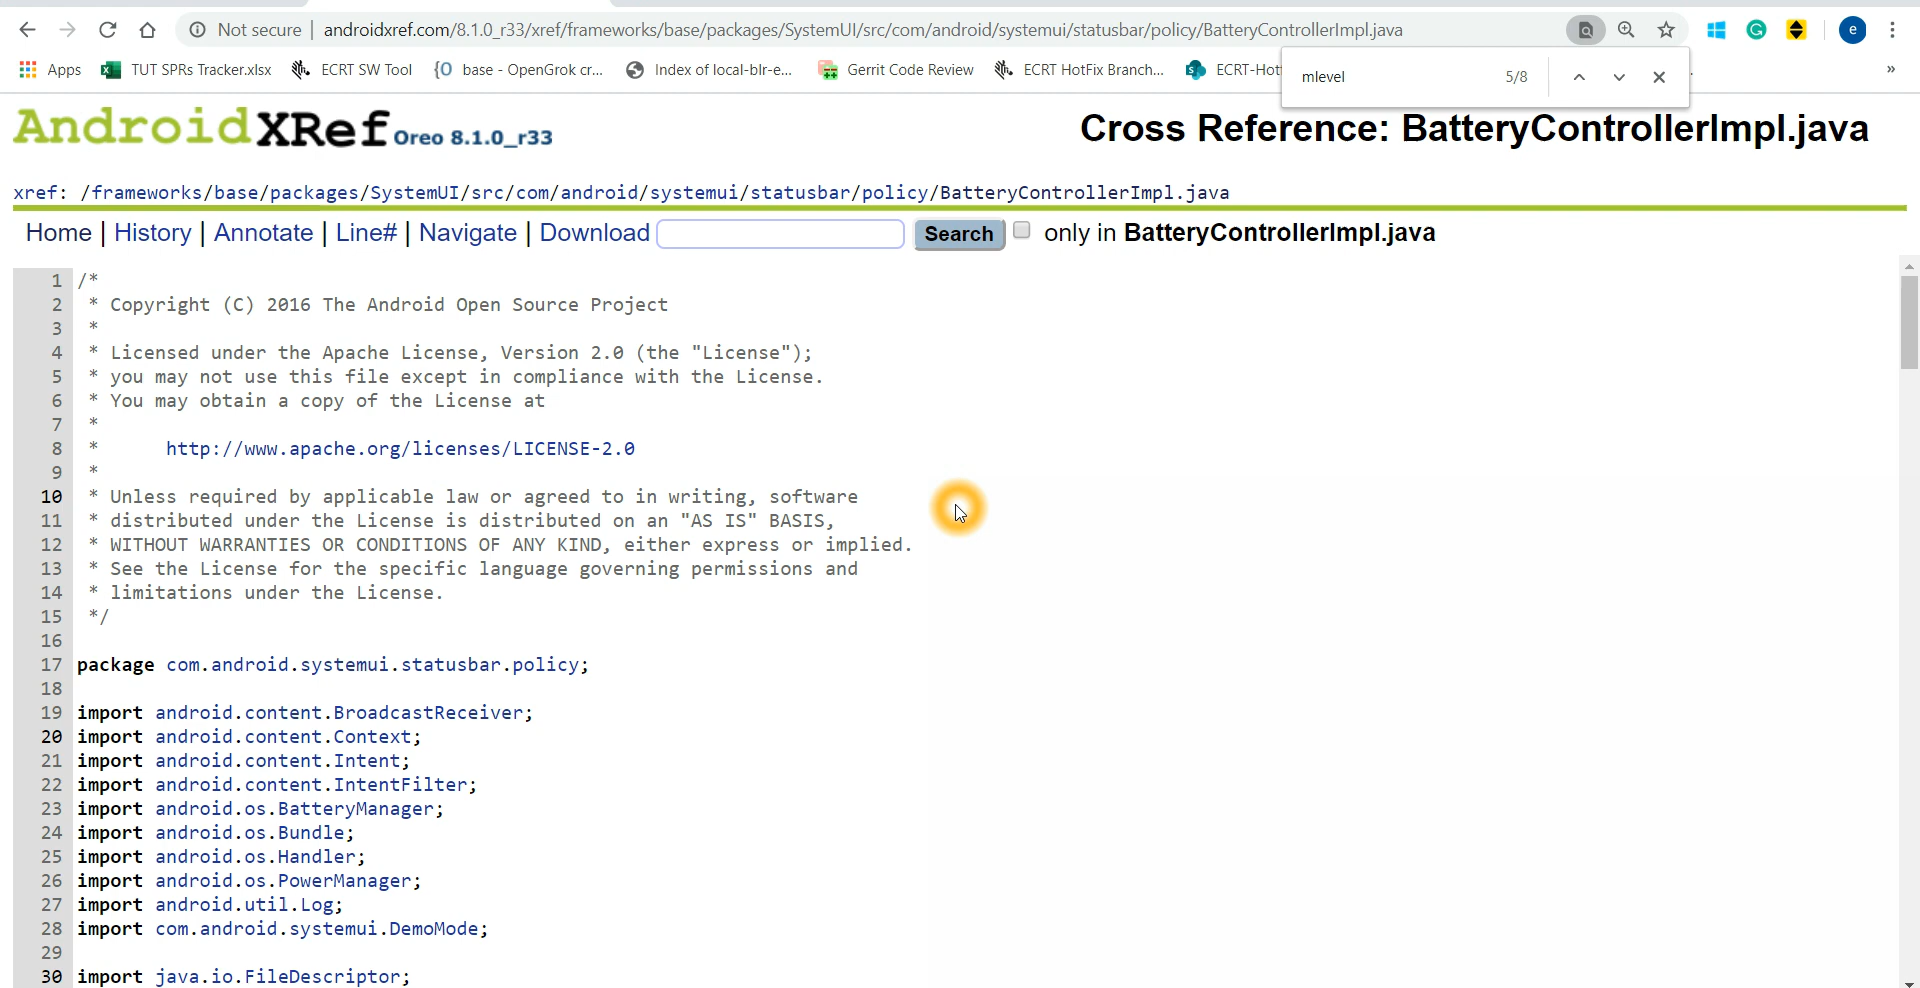 Not secure | androidxref.com/8.1.0_r33/xref/frameworks/base/packages/SystemUI/src/com/android/systemui/statusbar/policy/BatteryControllerImpl.java
e
Apps TUT SPRs Tracker.xlsx ECRT SW Tool base - OpenGrok cr... Index of local-blr-e... Gerrit Code Review ECRT HotFix Branch... ECRT-Hot
»
mlevel 5/8
AndroidXRef Oreo 8.1.0_r33
Cross Reference: BatteryControllerImpl.java
xref: /frameworks/base/packages/SystemUI/src/com/android/systemui/statusbar/policy/BatteryControllerImpl.java
Home | History | Annotate | Line# | Navigate | Download Search only in BatteryControllerImpl.java
1 /*
2 * Copyright (C) 2016 The Android Open Source Project
3 *
4 * Licensed under the Apache License, Version 2.0 (the "License");
5 * you may not use this file except in compliance with the License.
6 * You may obtain a copy of the License at
7 *
8 * http://www.apache.org/licenses/LICENSE-2.0
9 *
10 * Unless required by applicable law or agreed to in writing, software
11 * distributed under the License is distributed on an "AS IS" BASIS,
12 * WITHOUT WARRANTIES OR CONDITIONS OF ANY KIND, either express or implied.
13 * See the License for the specific language governing permissions and
14 * limitations under the License.
15 */
16
17 package com.android.systemui.statusbar.policy;
18
19 import android.content.BroadcastReceiver;
20 import android.content.Context;
21 import android.content.Intent;
22 import android.content.IntentFilter;
23 import android.os.BatteryManager;
24 import android.os.Bundle;
25 import android.os.Handler;
26 import android.os.PowerManager;
27 import android.util.Log;
28 import com.android.systemui.DemoMode;
29
30 import java.io.FileDescriptor;